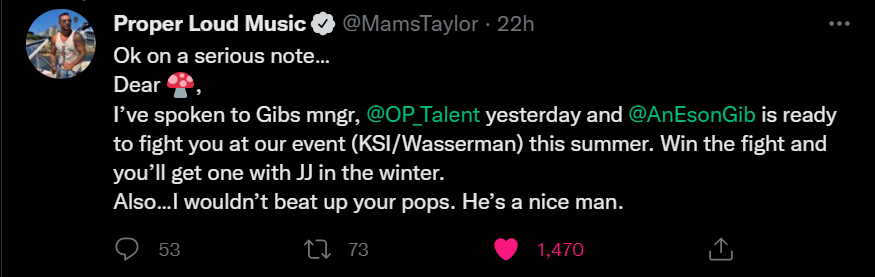 Proper Loud Music @MamsTaylor · 22h
Ok on a serious note...
Dear 🍄,
I’ve spoken to Gibs mngr, @OP_Talent yesterday and @AnEsonGib is ready
to fight you at our event (KSI/Wasserman) this summer. Win the fight and
you’ll get one with JJ in the winter.
Also...I wouldn’t beat up your pops. He’s a nice man.
53 73 1,470